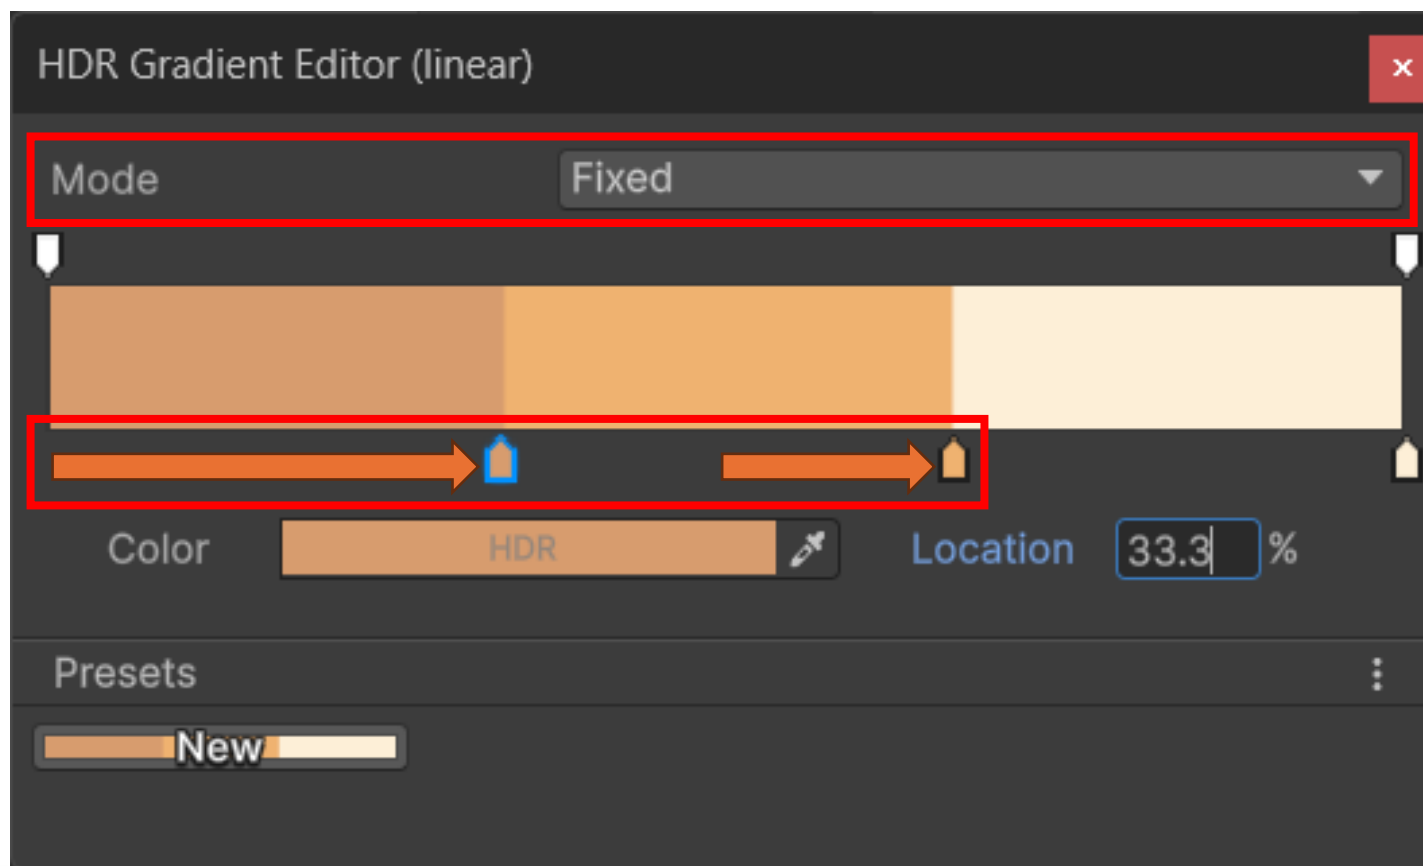 HDR Gradient Editor (linear)
Mode Fixed
Color HDR Location 33.3 %
Presets
New